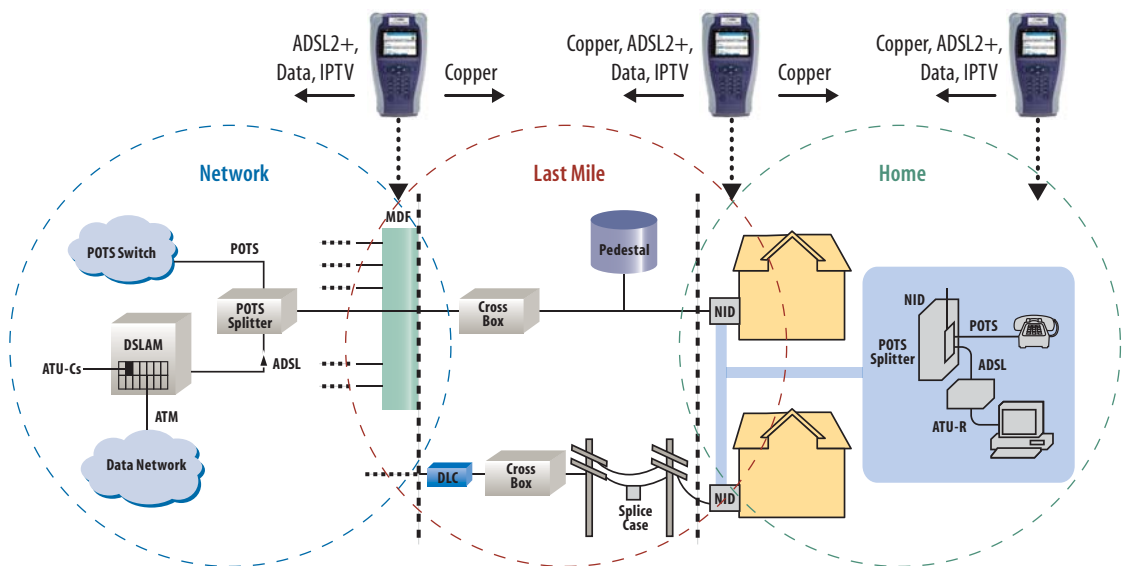 ADSL2+,
Data, IPTV
Copper
Copper, ADSL2+,
Data, IPTV
Copper
Copper, ADSL2+,
Data, IPTV
Network
Last Mile
Home
MDF
POTS Switch
POTS
POTS
Splitter
DSLAM
ATU-Cs
ADSL
ATM
Data Network
Pedestal
Cross
Box
NID
DLC
Cross
Box
Splice
Case
NID
NID
POTS
Splitter
POTS
ADSL
ATU-R